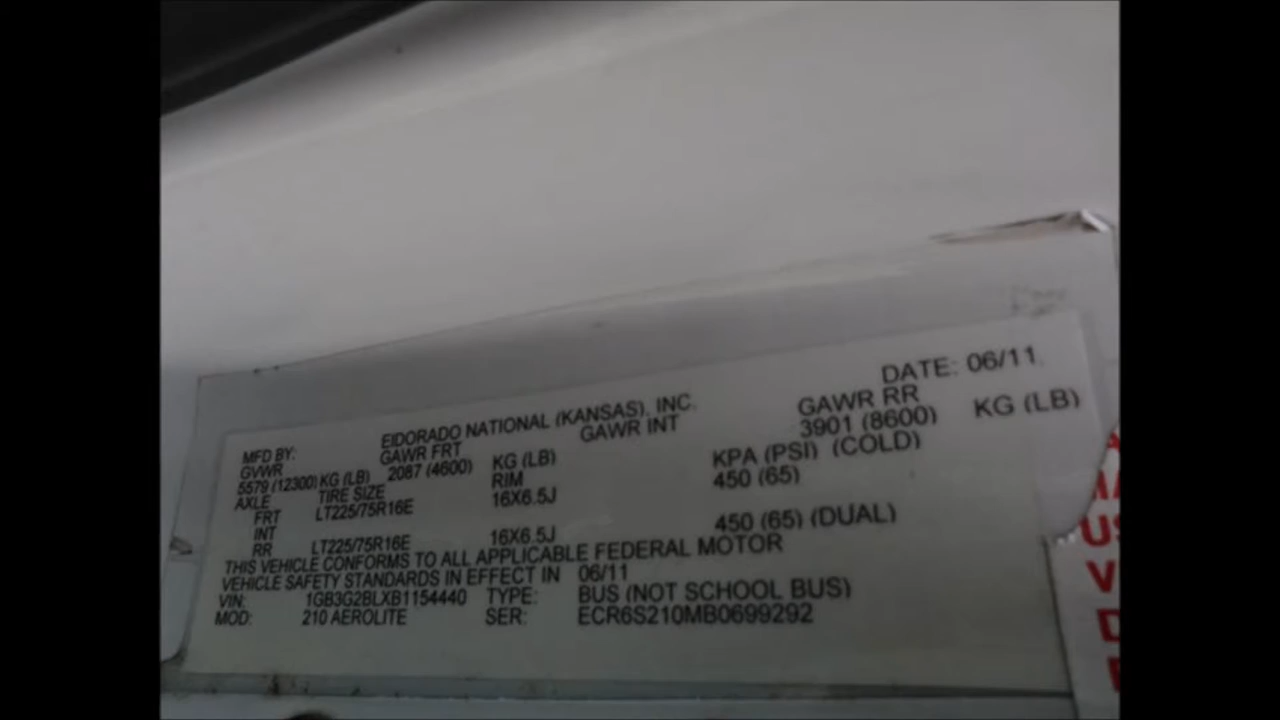 DATE: 06/11
MFD BY: ElDORADO NATIONAL (KANSAS), INC.
GVWR GAWR FRT GAWR INT GAWR RR
5579 (12300) KG (LB) 2087 (4600) KG (LB) 3901 (8600) KG (LB)
AXLE TIRE SIZE RIM KPA (PSI) (COLD)
FRT LT225/75R16E 16X6.5J 450 (65)
INT
RR LT225/75R16E 16X6.5J 450 (65) (DUAL)
THIS VEHICLE CONFORMS TO ALL APPLICABLE FEDERAL MOTOR
VEHICLE SAFETY STANDARDS IN EFFECT IN 06/11
VIN: 1GB3G2BLXB1154440 TYPE: BUS (NOT SCHOOL BUS)
MOD: 210 AEROLITE SER: ECR6S210MB0699292